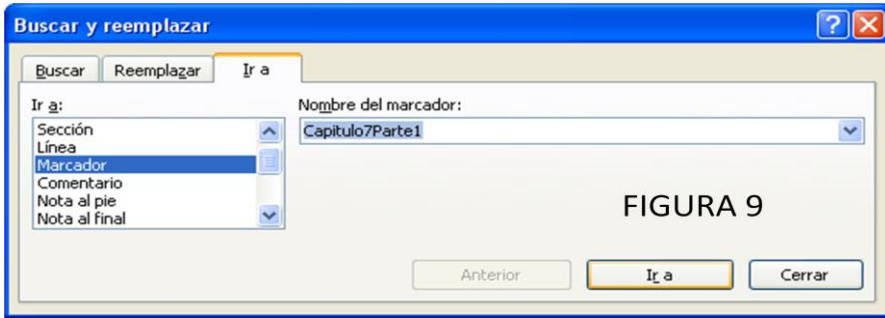 Buscar y reemplazar
Buscar Reemplazar Ir a
Ir a:
Sección
Línea
Marcador
Comentario
Nota al pie
Nota al final
Nombre del marcador:
Capitulo7Parte1
FIGURA 9
Anterior Ir a Cerrar